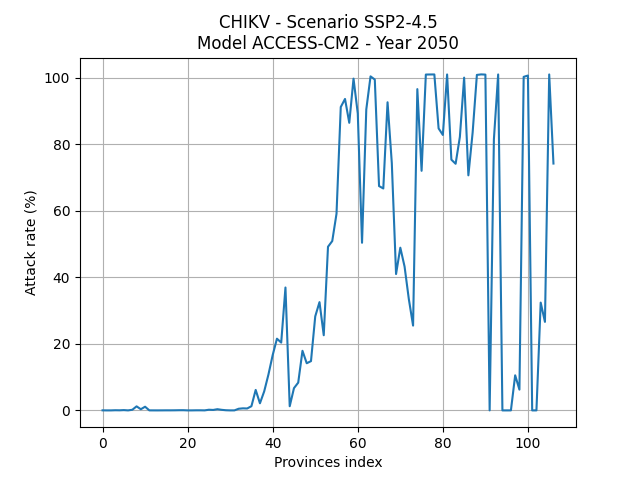 CHIKV - Scenario SSP2-4.5
Model ACCESS-CM2 - Year 2050
100
80
60
40
20
0
Attack rate (%)
0 20 40 60 80 100
Provinces index